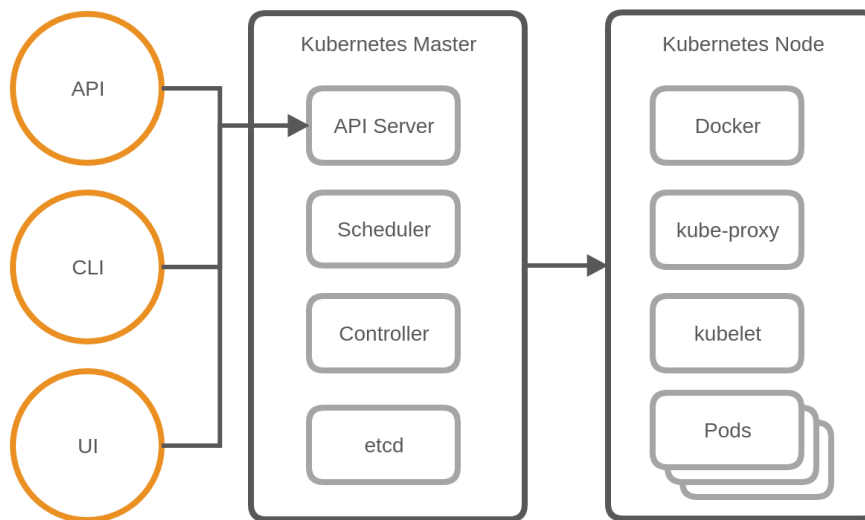 API
CLI
UI
Kubernetes Master
API Server
Scheduler
Controller
etcd
Kubernetes Node
Docker
kube-proxy
kubelet
Pods